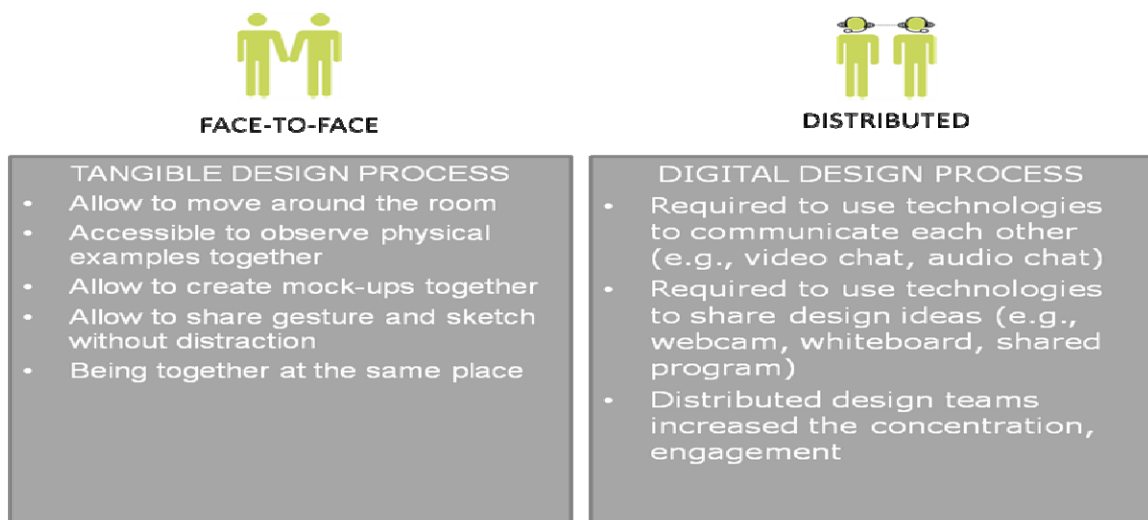 FACE-TO-FACE
TANGIBLE DESIGN PROCESS
• Allow to move around the room
• Accessible to observe physical
examples together
• Allow to create mock-ups together
• Allow to share gesture and sketch
without distraction
• Being together at the same place
DISTRIBUTED
DIGITAL DESIGN PROCESS
• Required to use technologies
to communicate each other
(e.g., video chat, audio chat)
• Required to use technologies
to share design ideas (e.g.,
webcam, whiteboard, shared
program)
• Distributed design teams
increased the concentration,
engagement